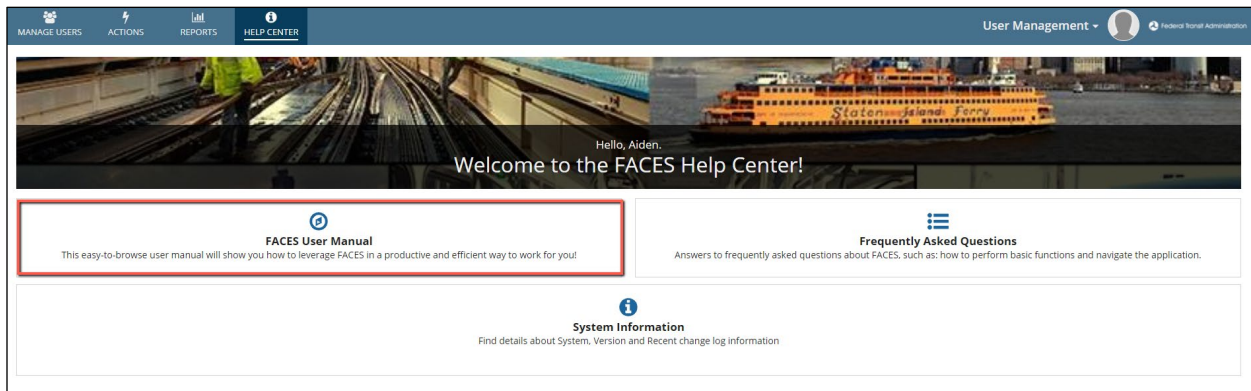 MANAGE USERS
ACTIONS
REPORTS
HELP CENTER
User Management
Federal Transit Administration
Staten Island Ferry
Hello, Aiden.
Welcome to the FACES Help Center!
FACES User Manual
This easy-to-browse user manual will show you how to leverage FACES in a productive and efficient way to work for you!
Frequently Asked Questions
Answers to frequently asked questions about FACES, such as: how to perform basic functions and navigate the application.
System Information
Find details about System, Version and Recent change log information